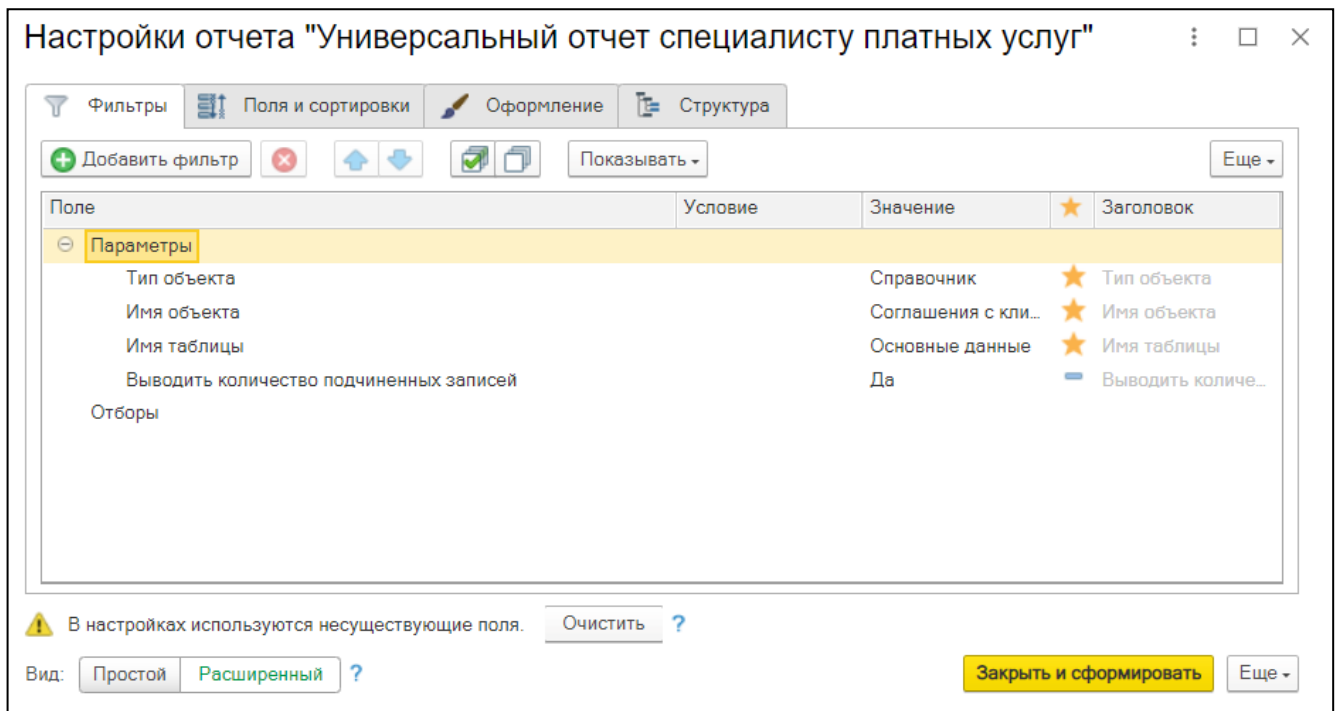 Настройки отчета "Универсальный отчет специалисту платных услуг"
Фильтры Поля и сортировки Оформление Структура
Добавить фильтр Показывать Еще
Поле Условие Значение Заголовок
Параметры
Тип объекта Справочник Тип объекта
Имя объекта Соглашения с кли... Имя объекта
Имя таблицы Основные данные Имя таблицы
Выводить количество подчиненных записей Да Выводить количе...
Отборы
В настройках используются несуществующие поля. Очистить ?
Вид: Простой Расширенный ? Закрыть и сформировать Еще